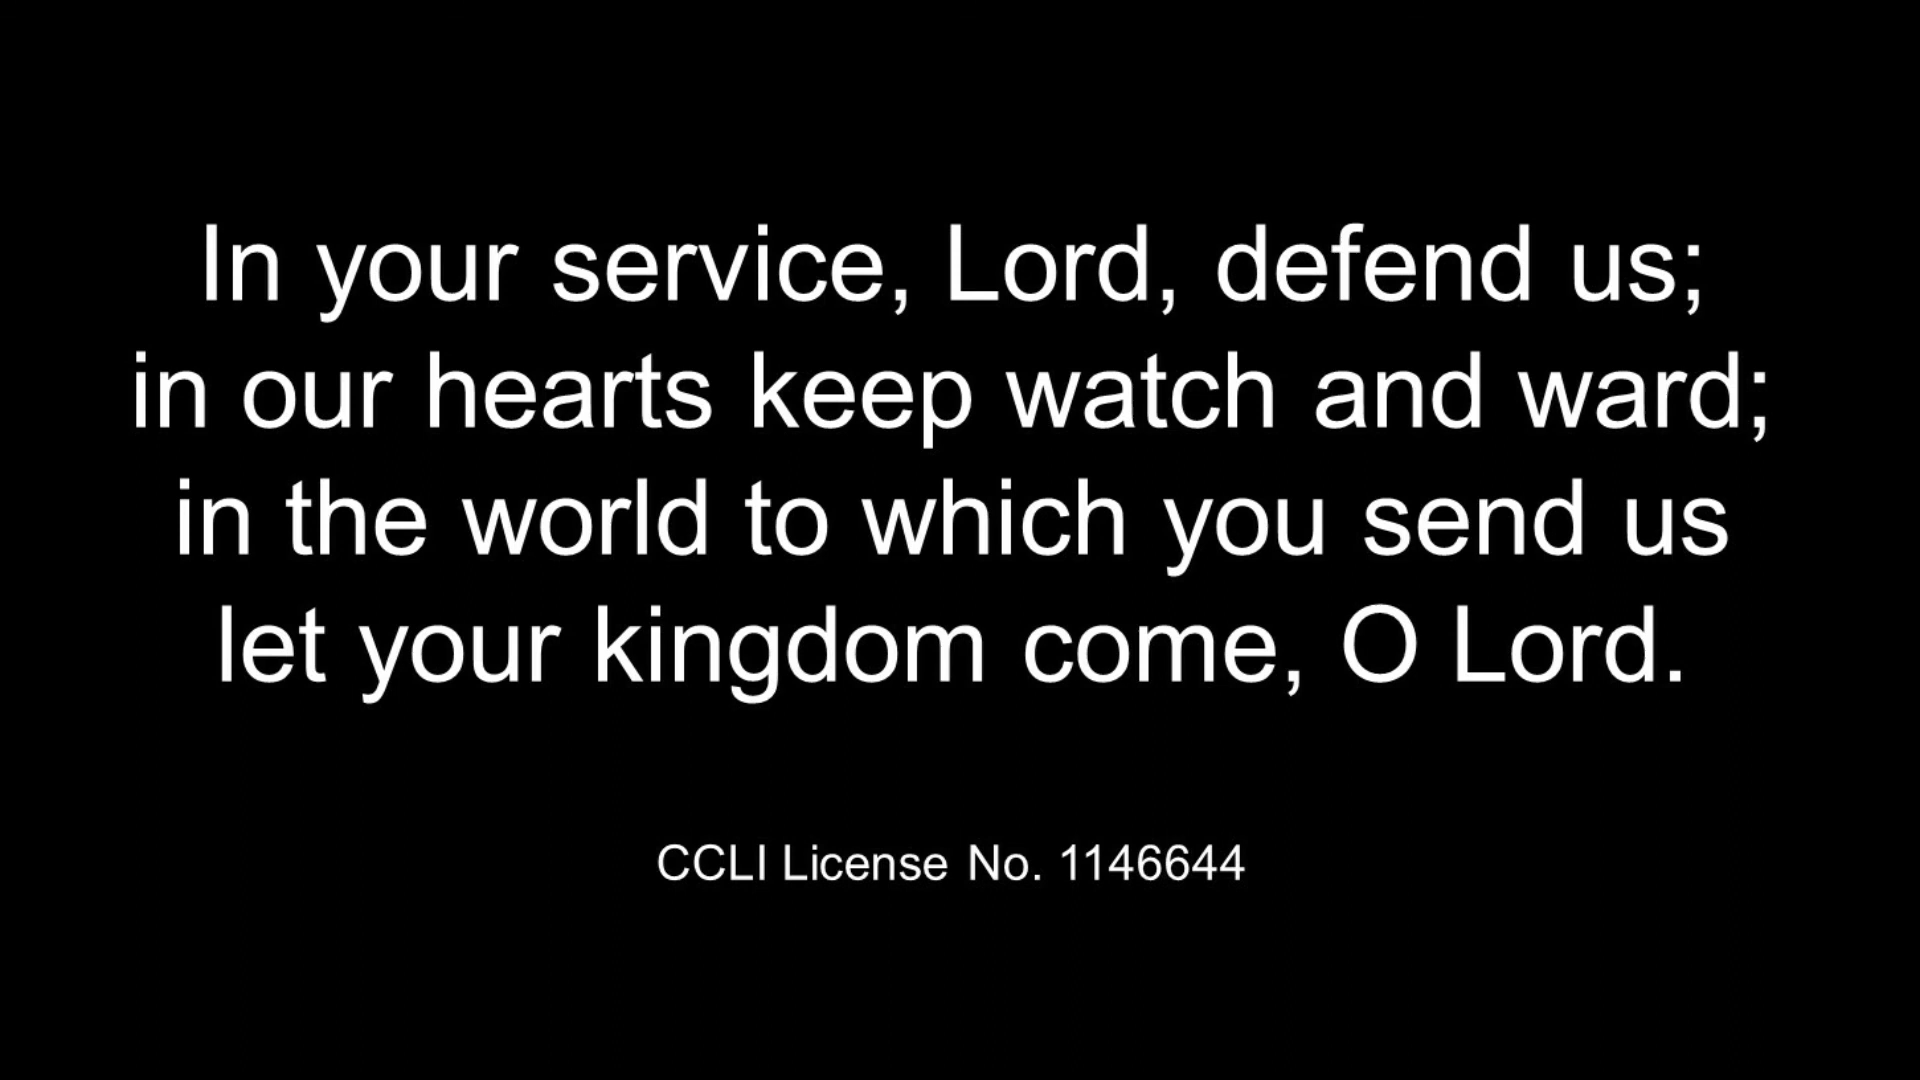 In your service, Lord, defend us;
in our hearts keep watch and ward;
in the world to which you send us
let your kingdom come, O Lord.
CCLI License No. 1146644